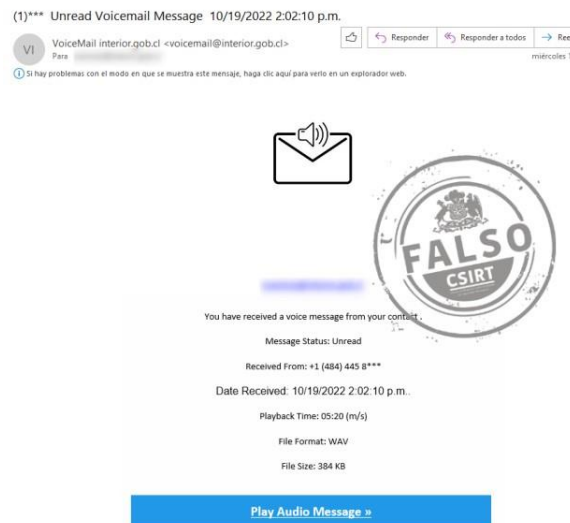 (1)*** Unread Voicemail Message 10/19/2022 2:02:10 p.m.
VI
VoiceMail interior.gob.cl <voicemail@interior.gob.cl>
Para
Responder
Responder a todos
miércoles
Si hay problemas con el modo en que se muestra este mensaje, haga clic aquí para verlo en un explorador web.
FALSO
CSIRT
You have received a voice message from your contact .
Message Status: Unread
Received From: +1 (484) 445 8***
Date Received: 10/19/2022 2:02:10 p.m..
Playback Time: 05:20 (m/s)
File Format: WAV
File Size: 384 KB
Play Audio Message »